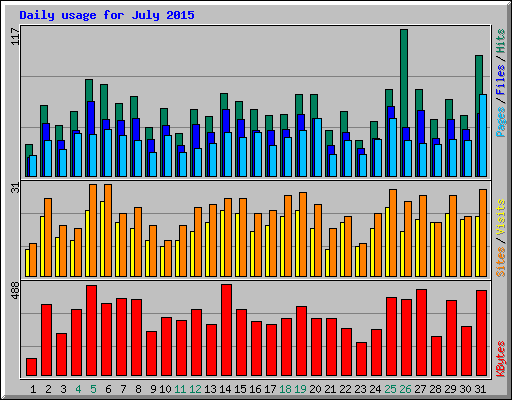 Daily usage for July 2015
117
Pages / Files / Hits
31
Sites / Visits
488
KBytes
1 2 3 4 5 6 7 8 9 10 11 12 13 14 15 16 17 18 19 20 21 22 23 24 25 26 27 28 29 30 31